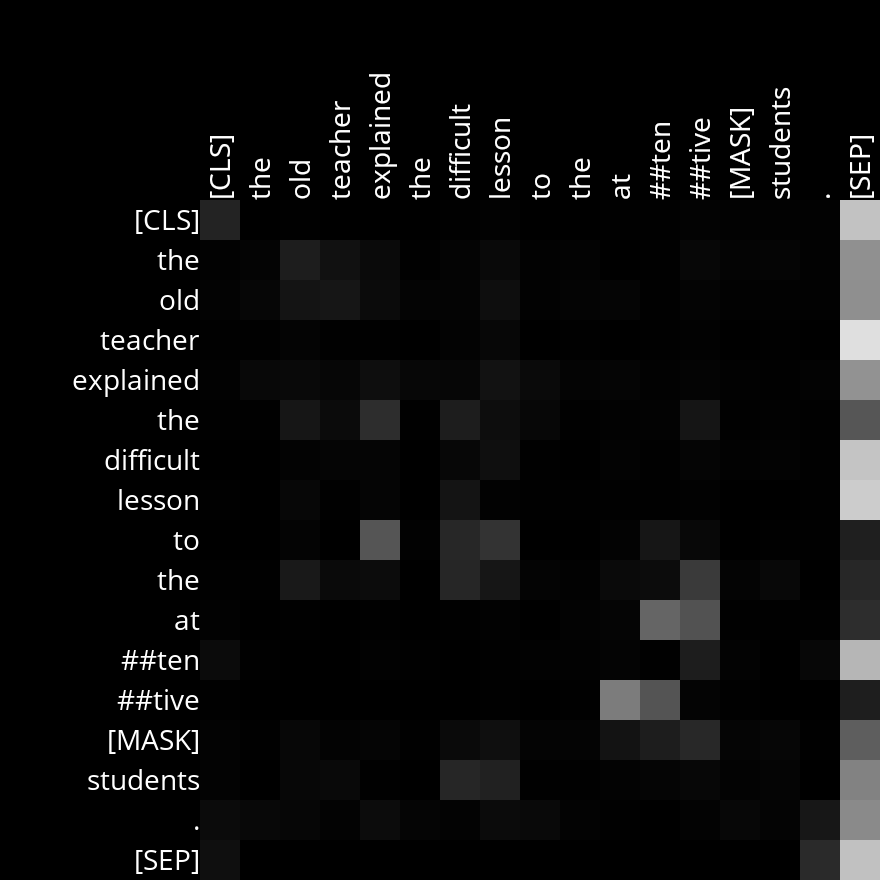 [CLS] the old teacher explained the difficult lesson to the at ##ten ##tive [MASK] students . [SEP]
[CLS]
the
old
teacher
explained
the
difficult
lesson
to
the
at
##ten
##tive
[MASK]
students
.
[SEP]